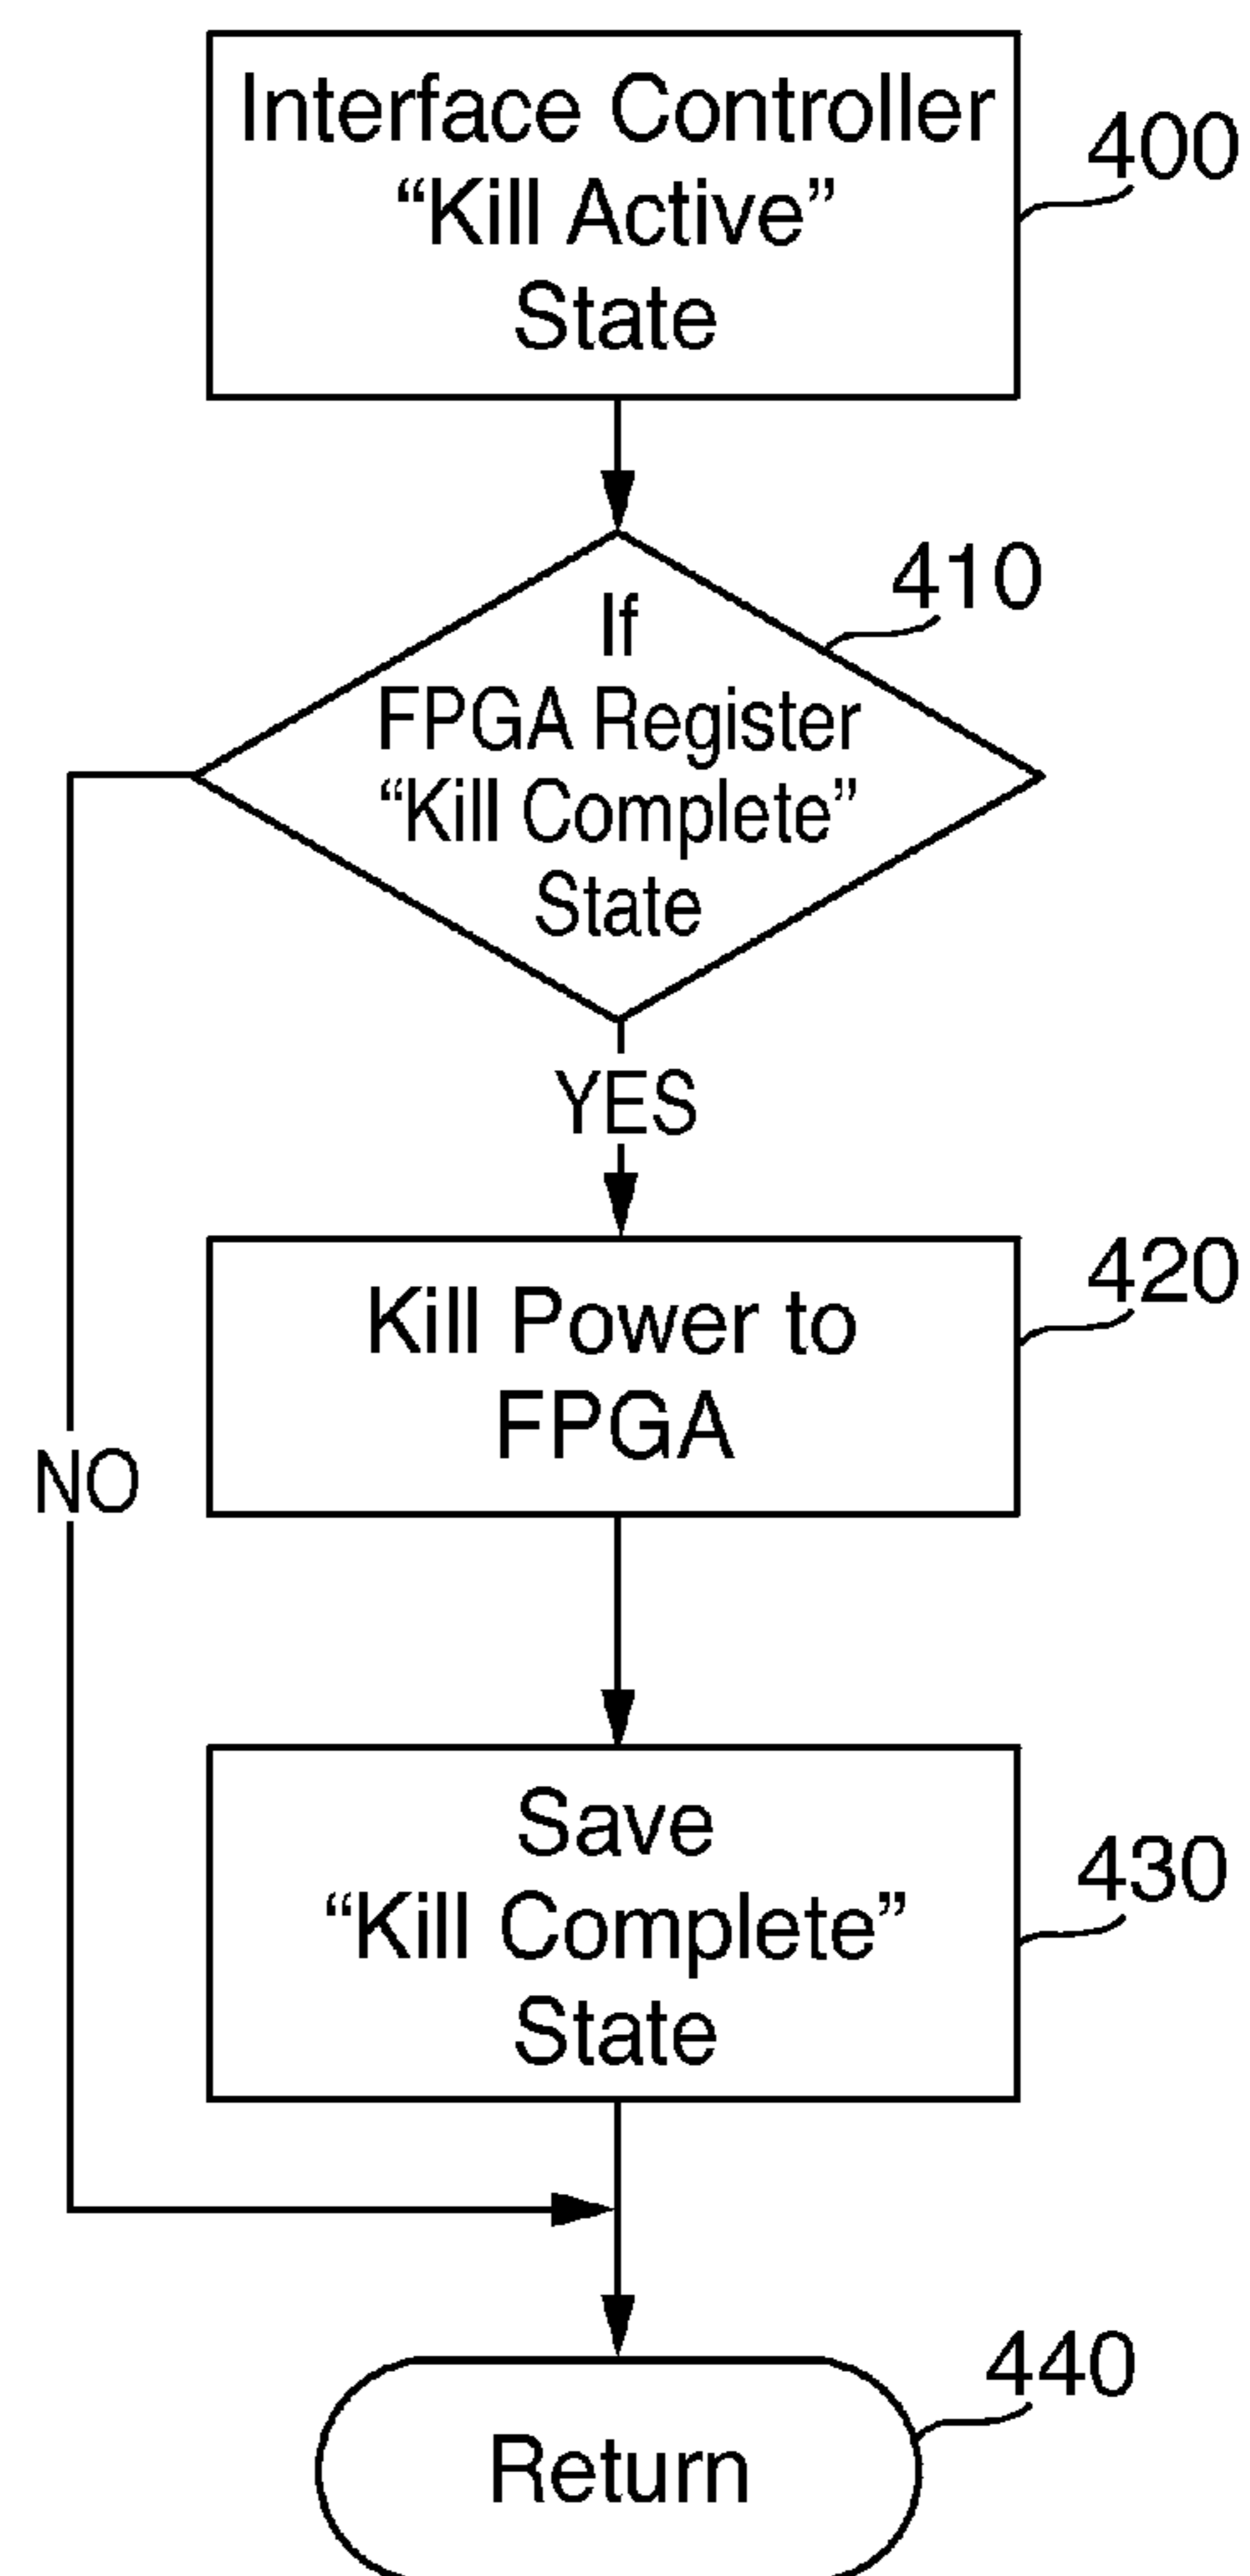 Interface Controller
“Kill Active”
State
400
If
FPGA Register
“Kill Complete”
State
410
YES
Kill Power to
FPGA
420
NO
Save
“Kill Complete”
State
430
Return
440